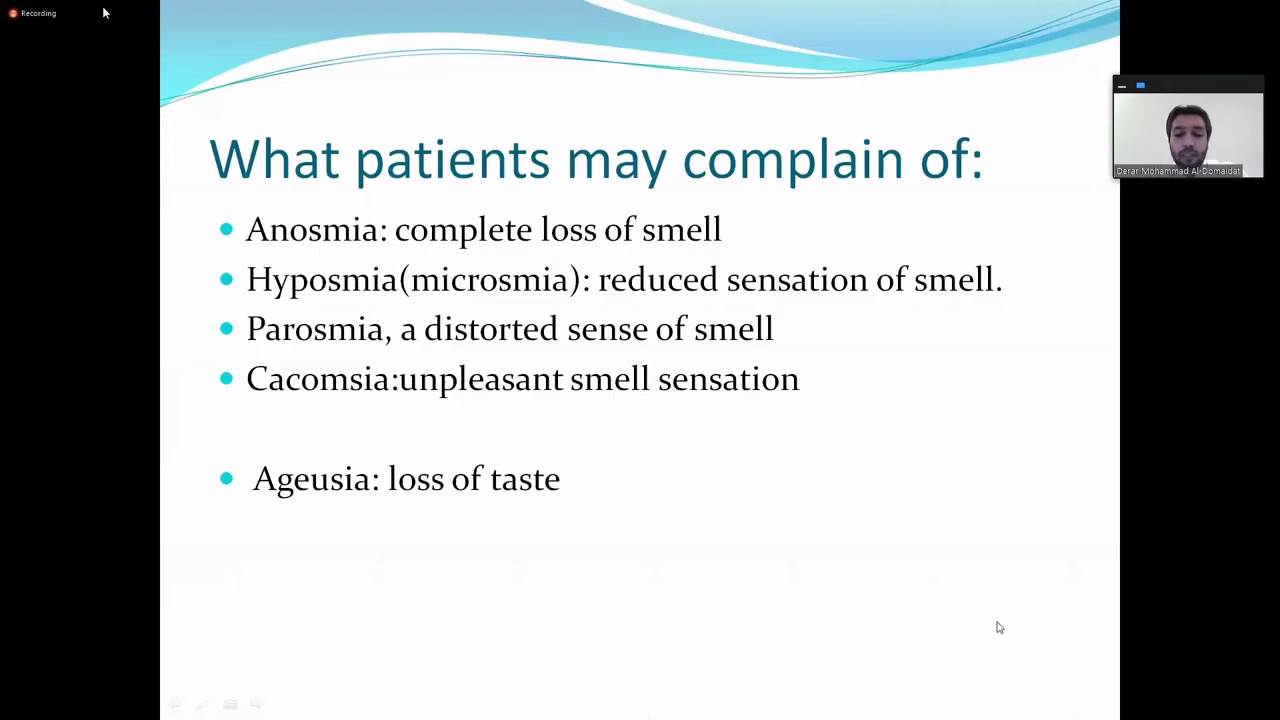 Recording
What patients may complain of:
Anosmia: complete loss of smell
Hyposmia(microsmia): reduced sensation of smell.
Parosmia, a distorted sense of smell
Cacomsia:unpleasant smell sensation
Ageusia: loss of taste
Derar Mohammad Al-Domaidat